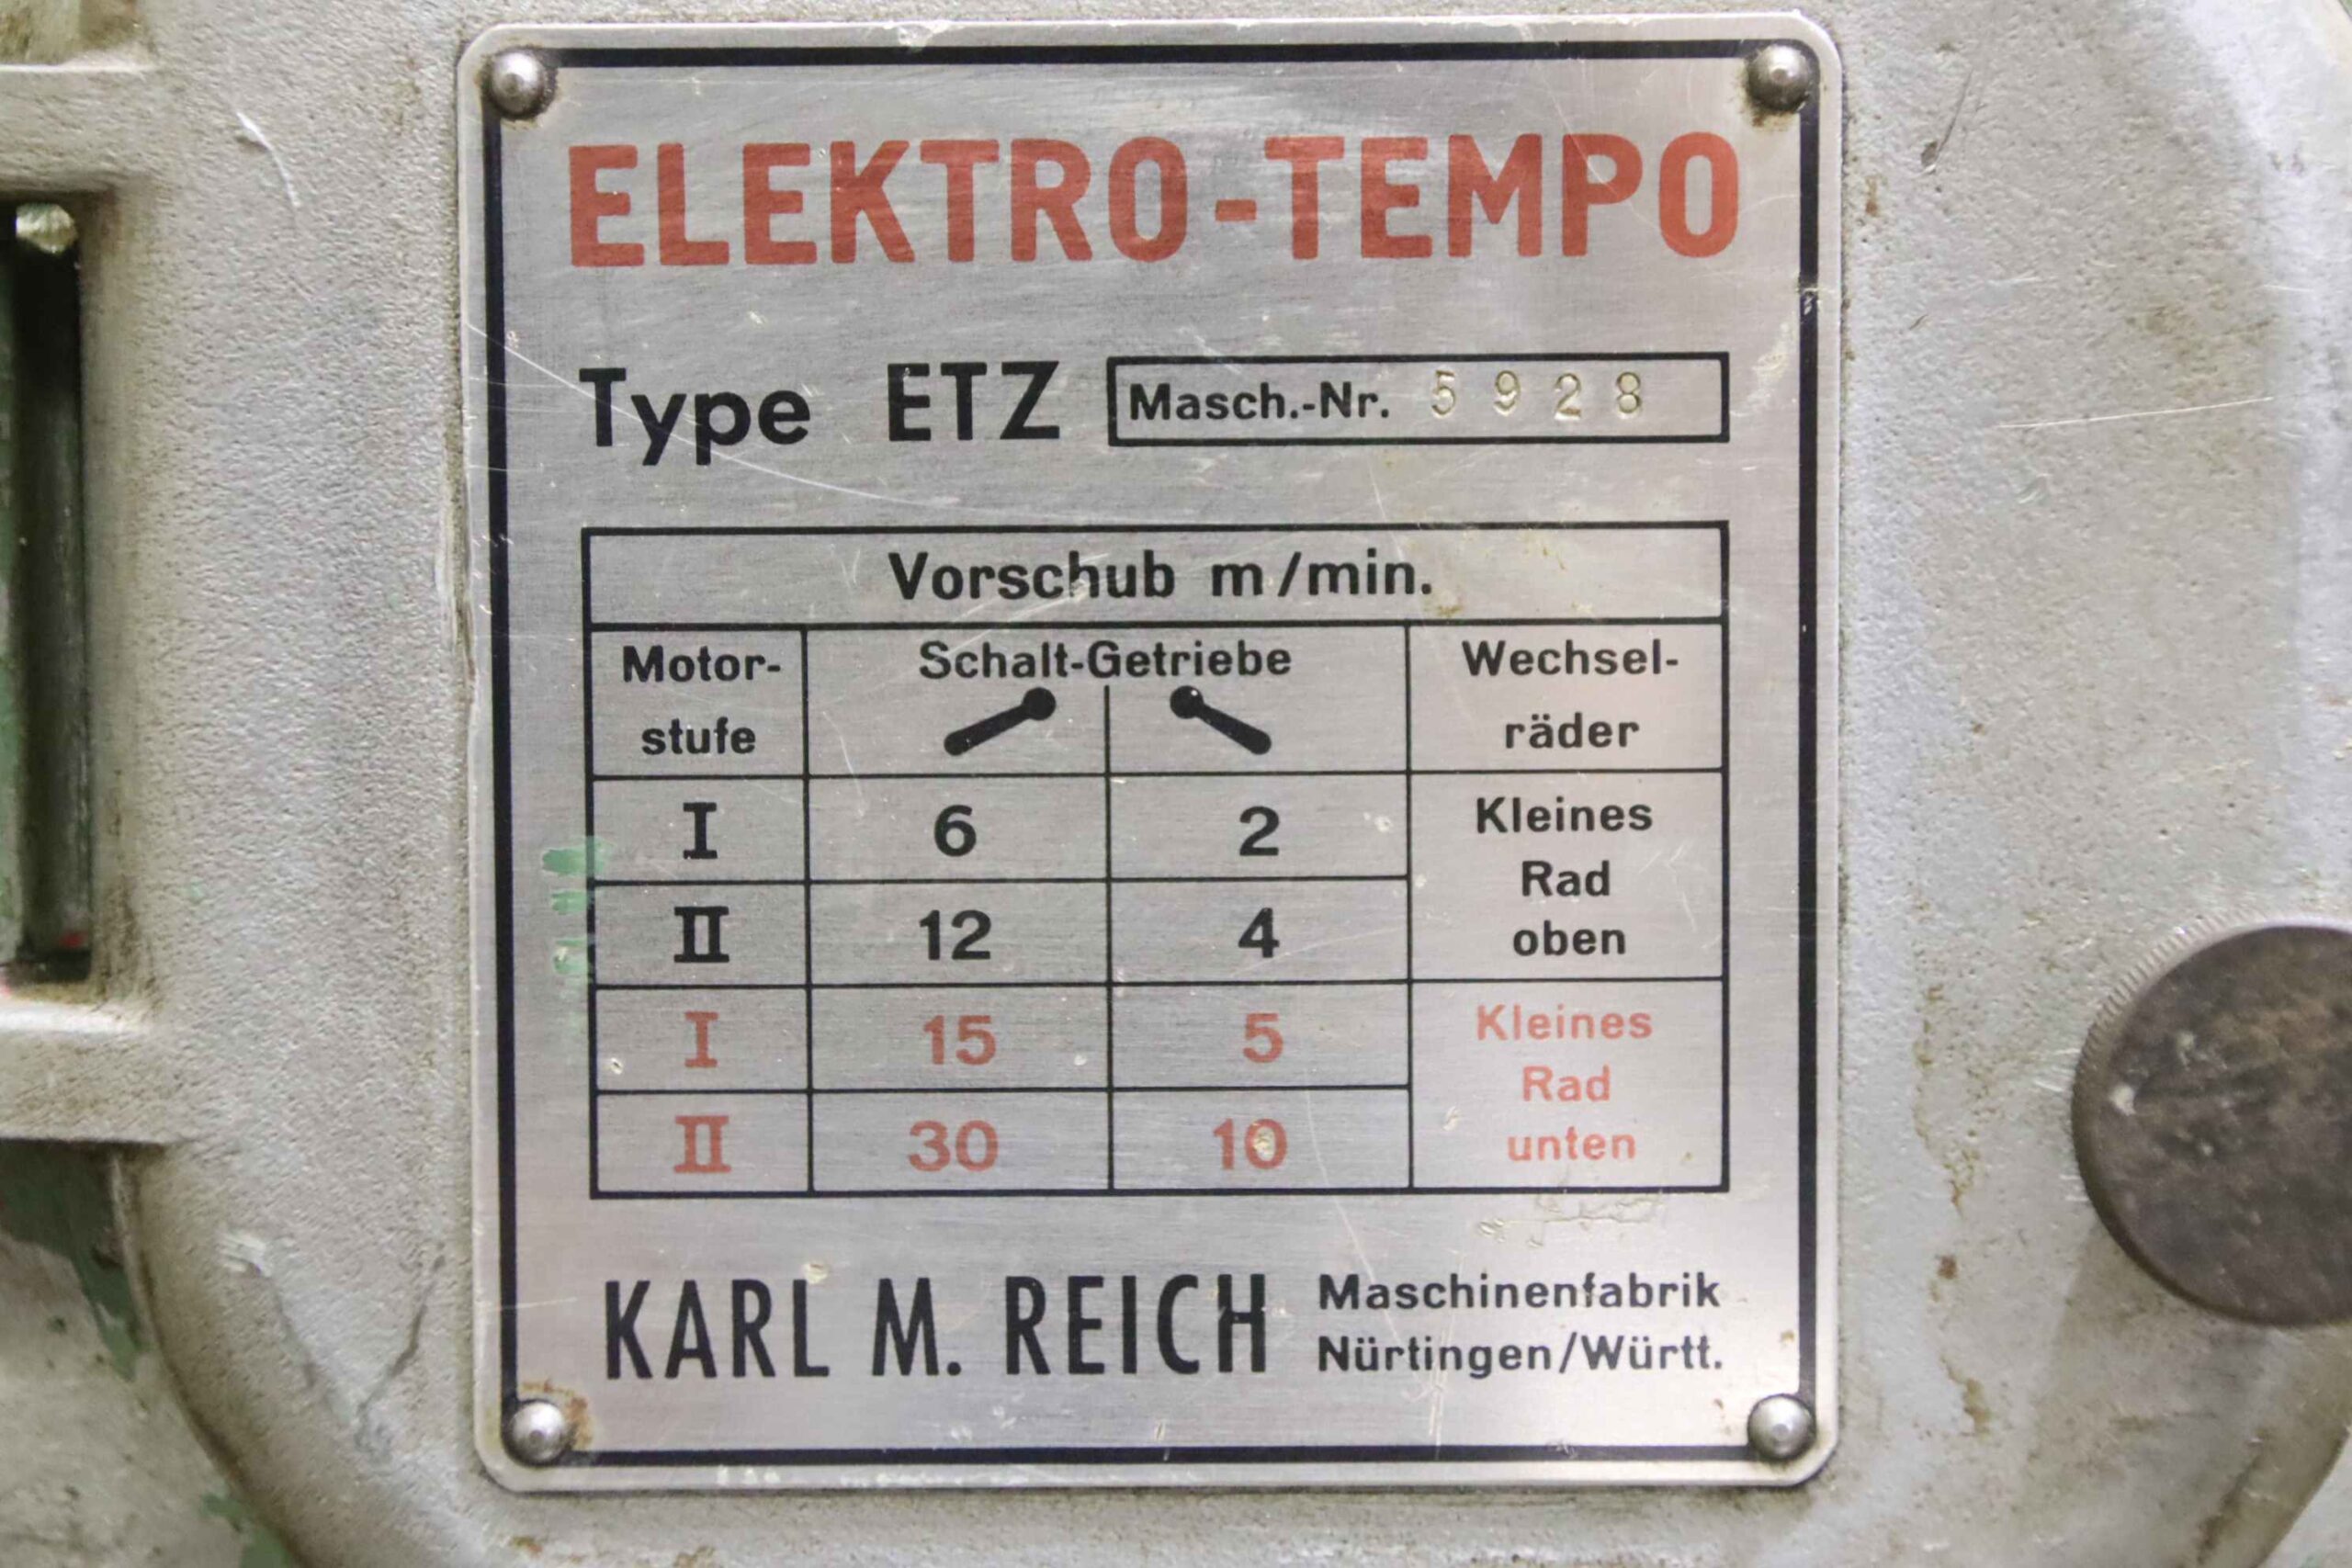 ELEKTRO-TEMPO
Type ETZ Masch.-Nr. 5928
Vorschub m/min.
Motor-stufe Schalt-Getriebe Wechsel-räder
I 6 2 Kleines Rad oben
II 12 4
I 15 5 Kleines Rad unten
II 30 10
KARL M. REICH Maschinenfabrik
Nürtingen/Württ.